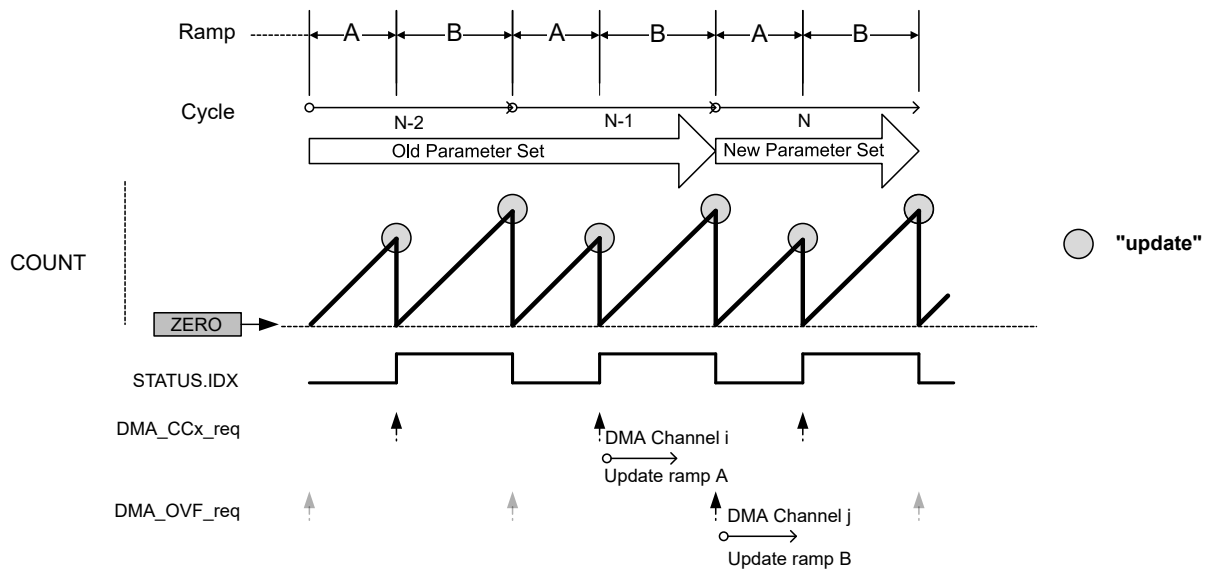 Ramp
A B A B A B
Cycle
N-2 N-1 N
Old Parameter Set New Parameter Set
"update"
COUNT
ZERO
STATUS.IDX
DMA_CCx_req
DMA Channel i
Update ramp A
DMA_OVF_req
DMA Channel j
Update ramp B